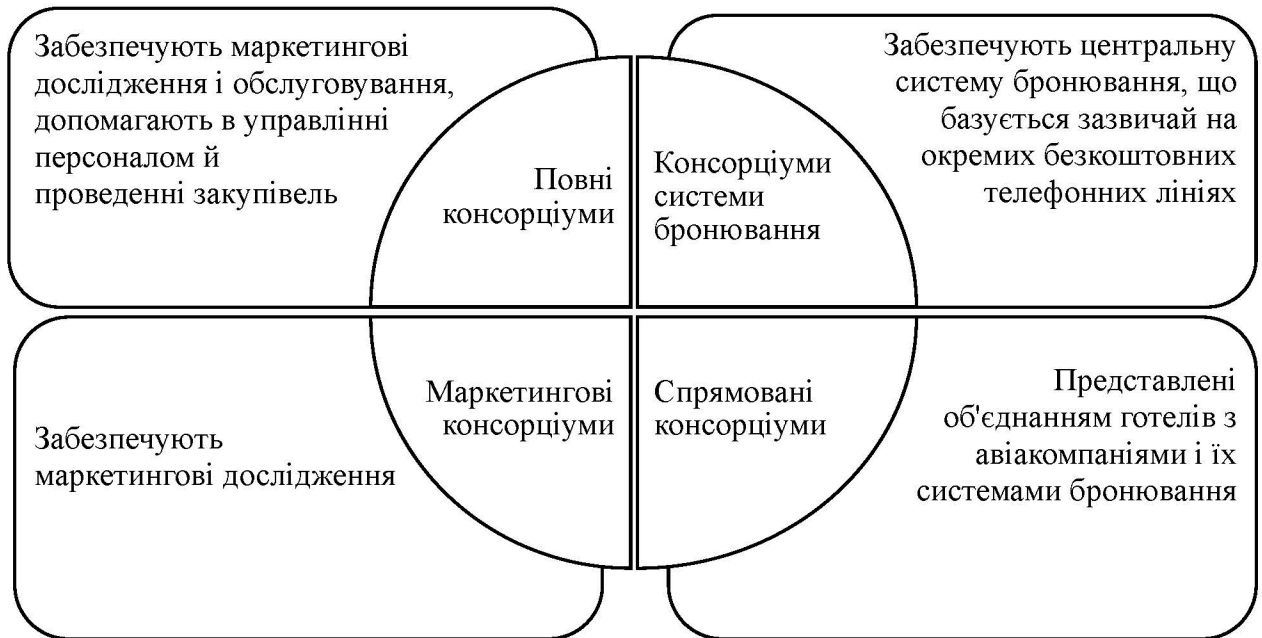 Забезпечують маркетингові
дослідження і обслуговування,
допомагають в управлінні
персоналом й
проведенні закупівель
Повні
консорціуми
Консорціуми
системи
бронювання
Забезпечують центральну
систему бронювання, що
базується зазвичай на
окремих безкоштовних
телефонних лініях
Забезпечують
маркетингові дослідження
Маркетингові
консорціуми
Спрямовані
консорціуми
Представлені
об'єднанням готелів з
авіакомпаніями і їх
системами бронювання